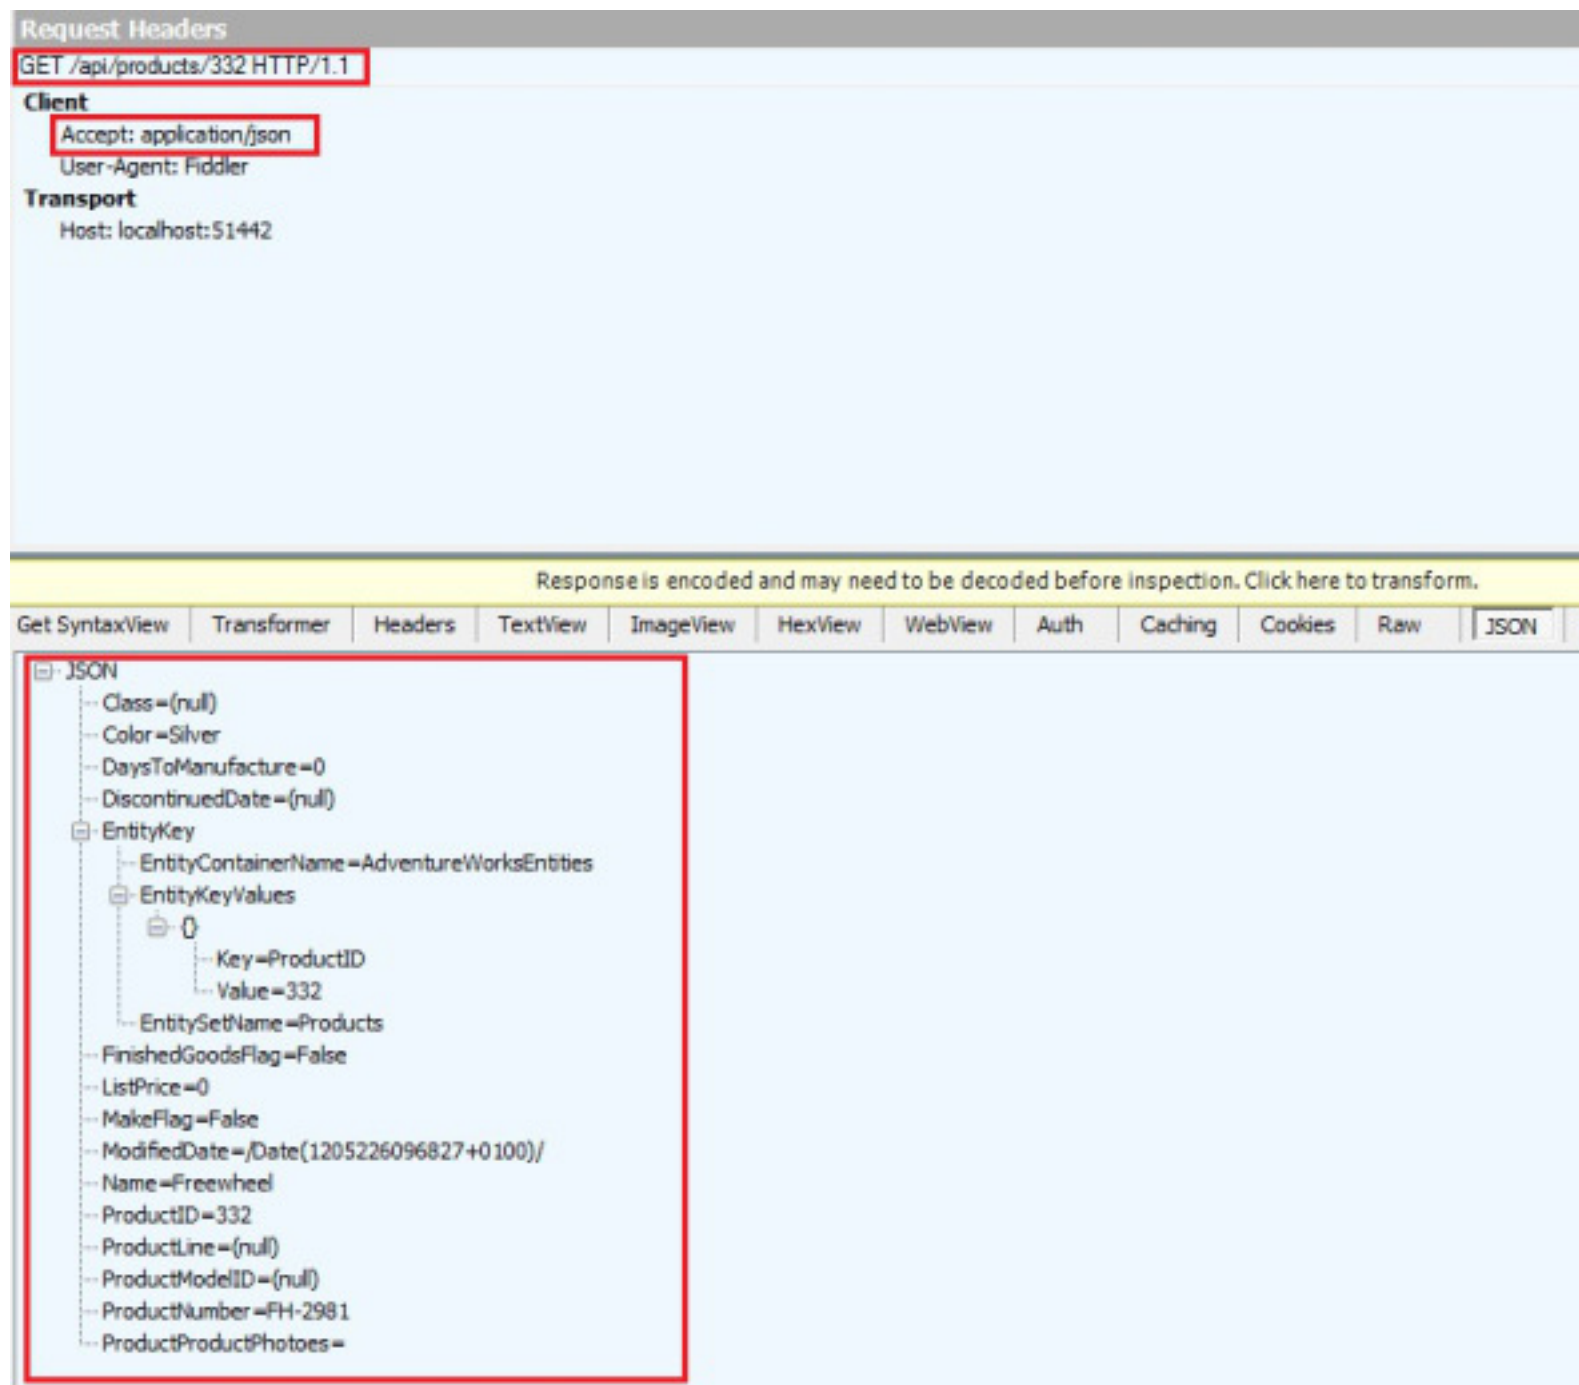 Request Headers
GET /api/products/332 HTTP/1.1
Client
Accept: application/json
User-Agent: Fiddler
Transport
Host: localhost:51442
Response is encoded and may need to be decoded before inspection. Click here to transform.
Get SyntaxView Transformer Headers TextView ImageView HexView WebView Auth Caching Cookies Raw JSON
JSON
Class=(null)
Color=Silver
DaysToManufacture=0
DiscontinuedDate=(null)
EntityKey
EntityContainerName=AdventureWorksEntities
EntityKeyValues
{}
Key=ProductID
Value=332
EntitySetName=Products
FinishedGoodsFlag=False
ListPrice=0
MakeFlag=False
ModifiedDate=/Date(1205226096827+0100)/
Name=Freewheel
ProductID=332
ProductLine=(null)
ProductModelID=(null)
ProductNumber=FH-2981
ProductProductPhotoes=